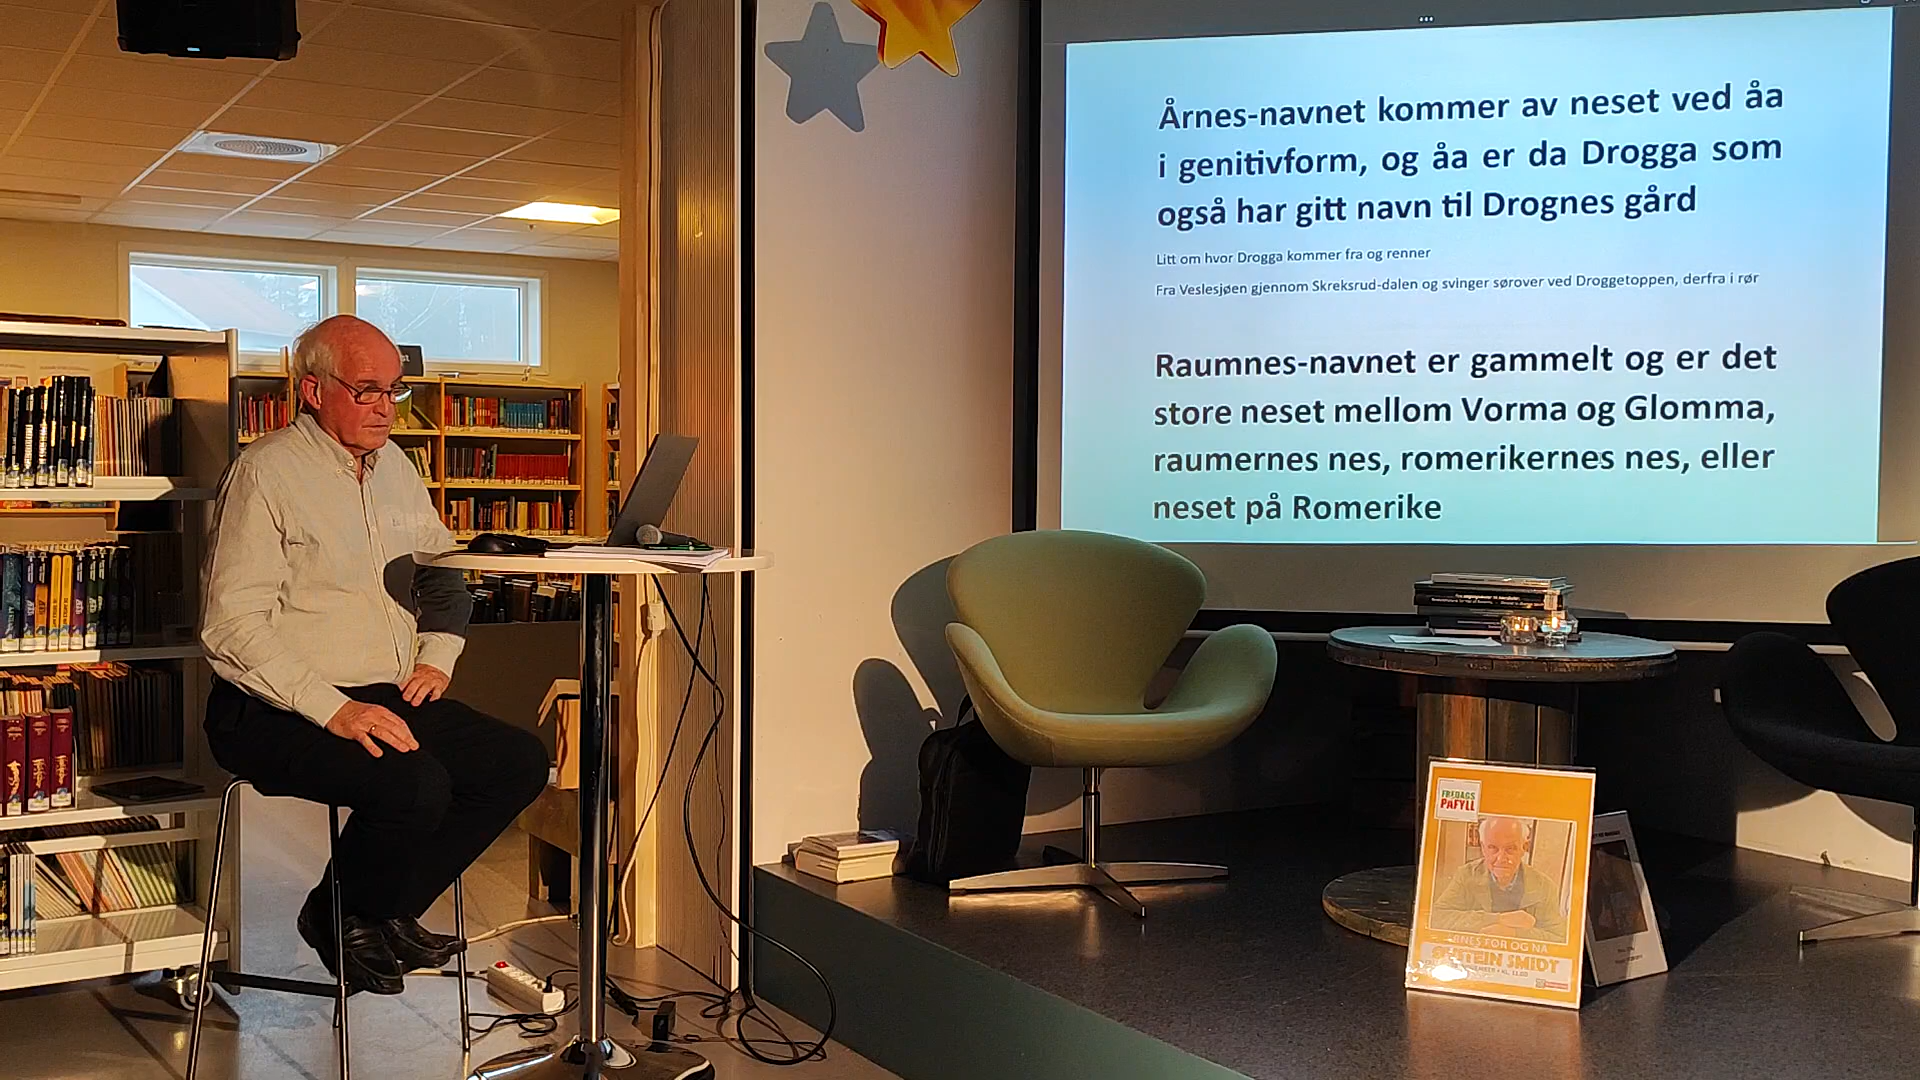 Årnes-navnet kommer av neset ved åa
i genitivform, og åa er da Drogga som
også har gitt navn til Drognes gård
Litt om hvor Drogga kommer fra og renner
Fra Veslesjøen gjennom Skreksrud-dalen og svinger sørover ved Droggetoppen, derfra i rør
Raumnes-navnet er gammelt og er det
store neset mellom Vorma og Glomma,
raumernes nes, romerikernes nes, eller
neset på Romerike
FREDAGS
PÅFYLL
FØR OG NÅ
SMIDT